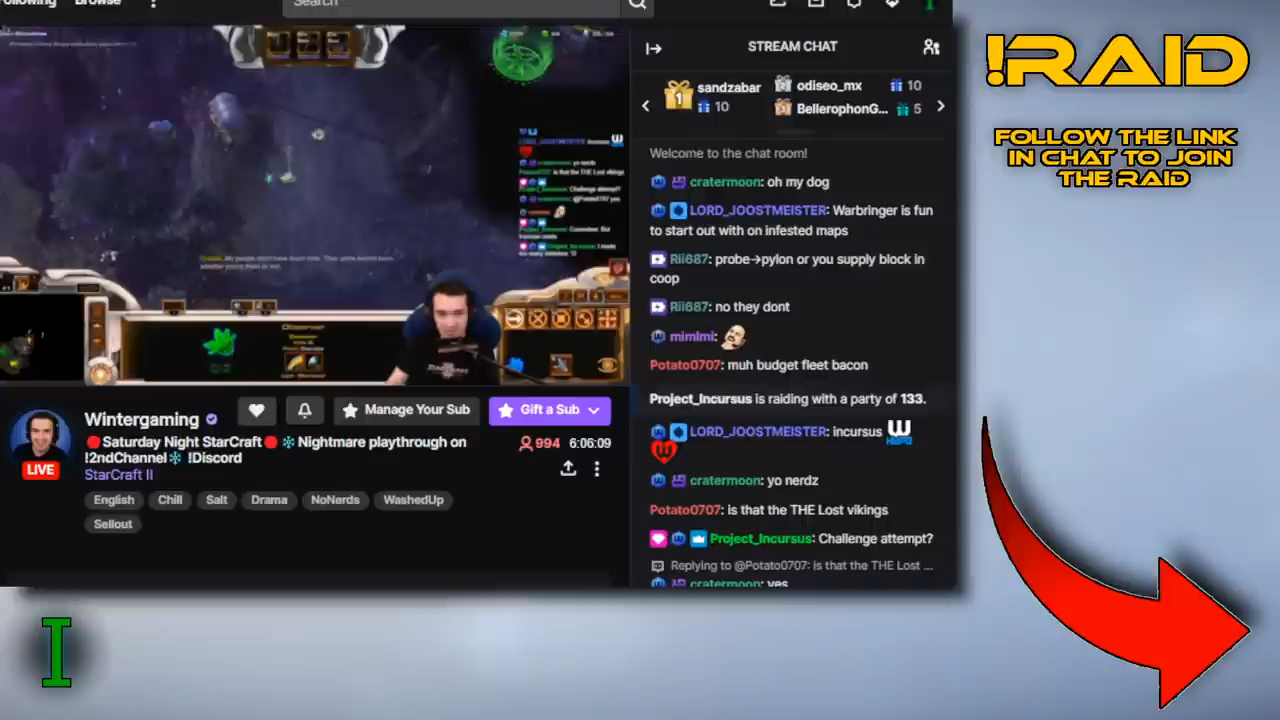 Following Browse
Search
STREAM CHAT
1 sandzabar
10
odiseo_mx 10
BellerophonG... 5
Welcome to the chat room!
cratermoon: oh my dog
LORD_JOOSTMEISTER: Warbringer is fun
to start out with on infested maps
Rii687: probe→pylon or you supply block in
coop
Rii687: no they dont
mimlmi:
Potato0707: muh budget fleet bacon
Project_Incursus is raiding with a party of 133.
LORD_JOOSTMEISTER: incursus
cratermoon: yo nerdz
Potato0707: is that the THE Lost vikings
Project_Incursus: Challenge attempt?
Replying to @Potato0707: is that the THE Lost ...
cratermoon: yes
Wintergaming
Manage Your Sub
Gift a Sub
🔴Saturday Night StarCraft🔴 ❄Nightmare playthrough on
!2ndChannel❄ !Discord
StarCraft II
994 6:06:09
LIVE
English Chill Salt Drama NoNerds WashedUp
Sellout
!RAID
FOLLOW THE LINK
IN CHAT TO JOIN
THE RAID
I